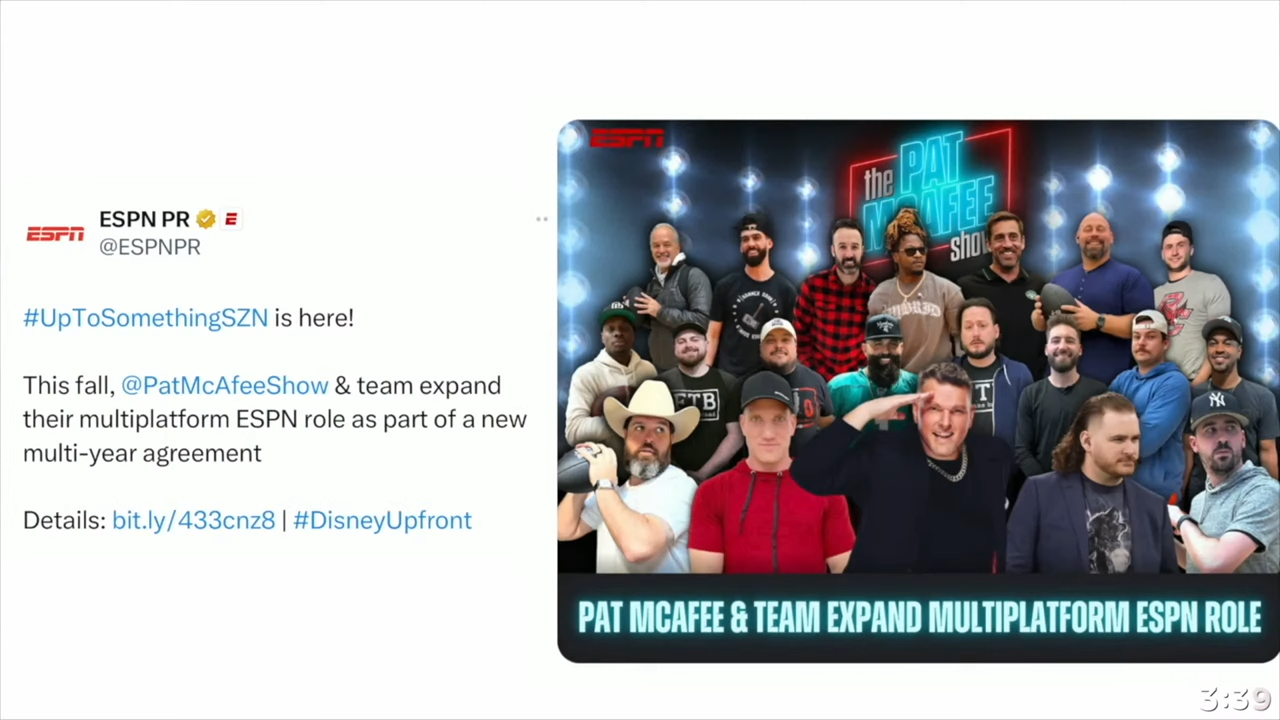 ESPN
ESPN PR
@ESPNPR
#UpToSomethingSZN is here!
This fall, @PatMcAfeeShow & team expand
their multiplatform ESPN role as part of a new
multi-year agreement
Details: bit.ly/433cnz8 | #DisneyUpfront
ESPN
the PAT
MCAFEE
show
PAT MCAFEE & TEAM EXPAND MULTIPLATFORM ESPN ROLE
3:39